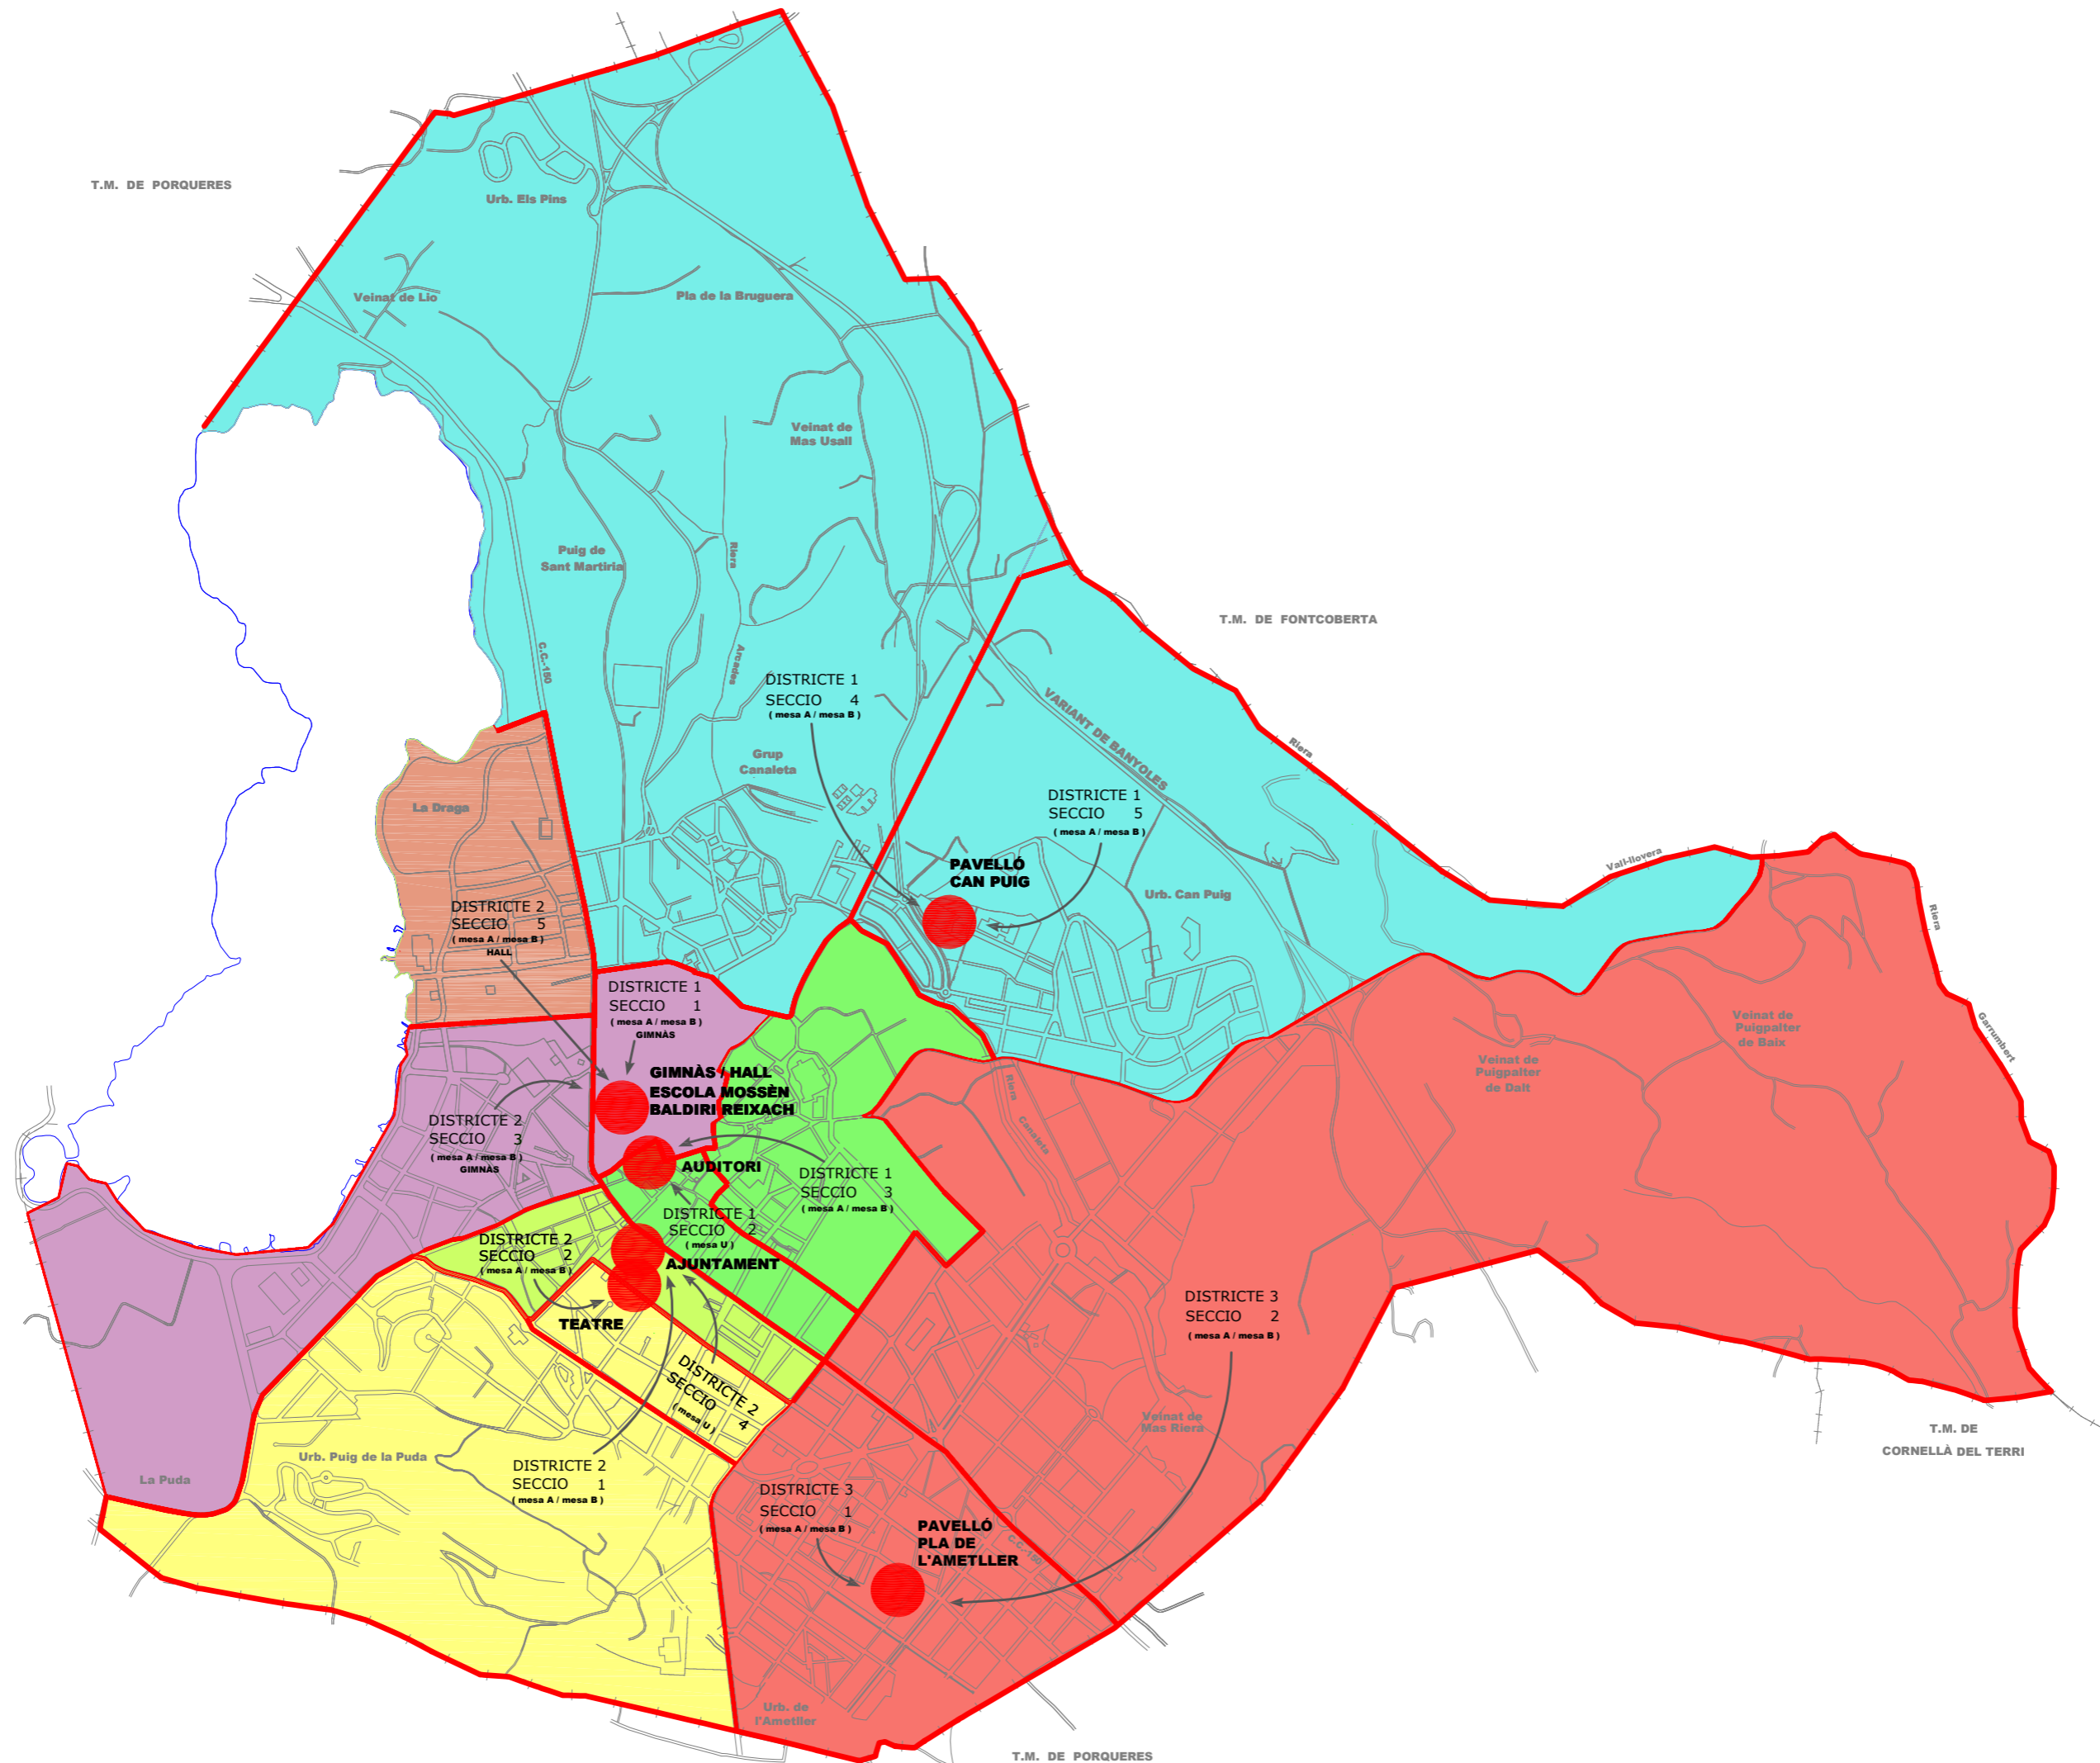 T.M. DE PORQUERES
Urb. Els Pins
Veinat de Lio
Pla de la Bruguera
Veinat de
Mas Usall
Puig de
Sant Martiria
Riera
Arcades
C.C.-150
T.M. DE FONTCOBERTA
DISTRICTE 1
SECCIO 4
( mesa A / mesa B )
VARIANT DE BANYOLES
Riera
Grup
Canaleta
La Draga
DISTRICTE 1
SECCIO 5
( mesa A / mesa B )
PAVELLÓ
CAN PUIG
Urb. Can Puig
Vall-llovera
Riera
Garrumbert
DISTRICTE 2
SECCIO 5
( mesa A / mesa B )
HALL
DISTRICTE 1
SECCIO 1
( mesa A / mesa B )
GIMNÀS
Veinat de
Puigpalter
de Baix
Veinat de
Puigpalter
de Dalt
GIMNÀS / HALL
ESCOLA MOSSÈN
BALDIRI REIXACH
Riera
Canaleta
DISTRICTE 2
SECCIO 3
( mesa A / mesa B )
GIMNÀS
AUDITORI
DISTRICTE 1
SECCIO 3
( mesa A / mesa B )
DISTRICTE 1
SECCIO 2
( mesa U )
DISTRICTE 2
SECCIO 2
( mesa A / mesa B )
AJUNTAMENT
TEATRE
DISTRICTE 3
SECCIO 2
( mesa A / mesa B )
DISTRICTE 2
SECCIO 4
( mesa U )
Veinat de
Mas Riera
T.M. DE
CORNELLÀ DEL TERRI
Urb. Puig de la Puda
La Puda
DISTRICTE 2
SECCIO 1
( mesa A / mesa B )
DISTRICTE 3
SECCIO 1
( mesa A / mesa B )
PAVELLÓ
PLA DE
L'AMETLLER
C.C.-150
Urb. de
l'Ametller
T.M. DE PORQUERES